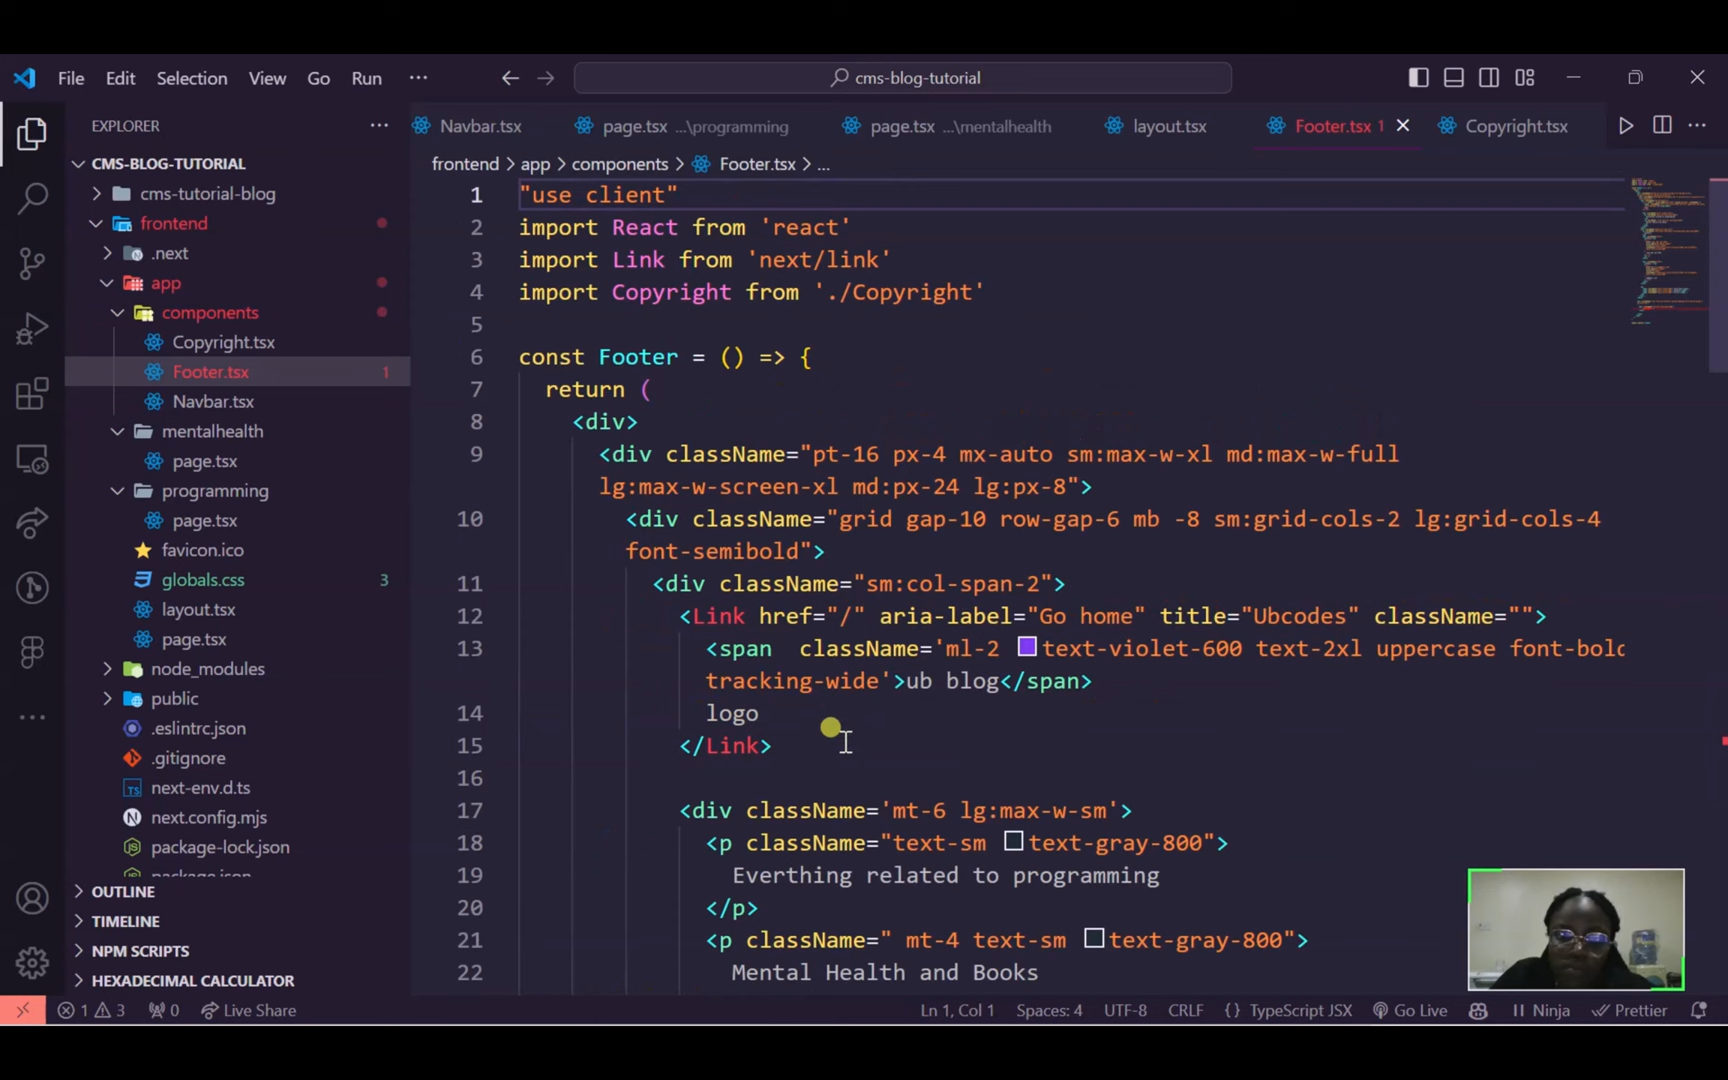 File Edit Selection View Go Run ··· cms-blog-tutorial
EXPLORER ···
Navbar.tsx page.tsx ...\programming page.tsx ...\mentalhealth layout.tsx Footer.tsx 1 Copyright.tsx ···
CMS-BLOG-TUTORIAL
cms-tutorial-blog
frontend
.next
app
components
Copyright.tsx
Footer.tsx 1
Navbar.tsx
mentalhealth
page.tsx
programming
page.tsx
favicon.ico
globals.css 3
layout.tsx
page.tsx
node_modules
public
.eslintrc.json
.gitignore
next-env.d.ts
next.config.mjs
package-lock.json
package.json
OUTLINE
TIMELINE
NPM SCRIPTS
HEXADECIMAL CALCULATOR
frontend > app > components > Footer.tsx > ...
1 "use client"
2 import React from 'react'
3 import Link from 'next/link'
4 import Copyright from './Copyright'
5
6 const Footer = () => {
7 return (
8 <div>
9 <div className="pt-16 px-4 mx-auto sm:max-w-xl md:max-w-full
lg:max-w-screen-xl md:px-24 lg:px-8">
10 <div className="grid gap-10 row-gap-6 mb -8 sm:grid-cols-2 lg:grid-cols-4
font-semibold">
11 <div className="sm:col-span-2">
12 <Link href="/" aria-label="Go home" title="Ubcodes" className="">
13 <span className='ml-2 text-violet-600 text-2xl uppercase font-bold
tracking-wide'>ub blog</span>
14 logo
15 </Link>
16
17 <div className='mt-6 lg:max-w-sm'>
18 <p className="text-sm text-gray-800">
19 Everthing related to programming
20 </p>
21 <p className=" mt-4 text-sm text-gray-800">
22 Mental Health and Books
1 3 0 Live Share Ln 1, Col 1 Spaces: 4 UTF-8 CRLF {} TypeScript JSX Go Live Ninja Prettier